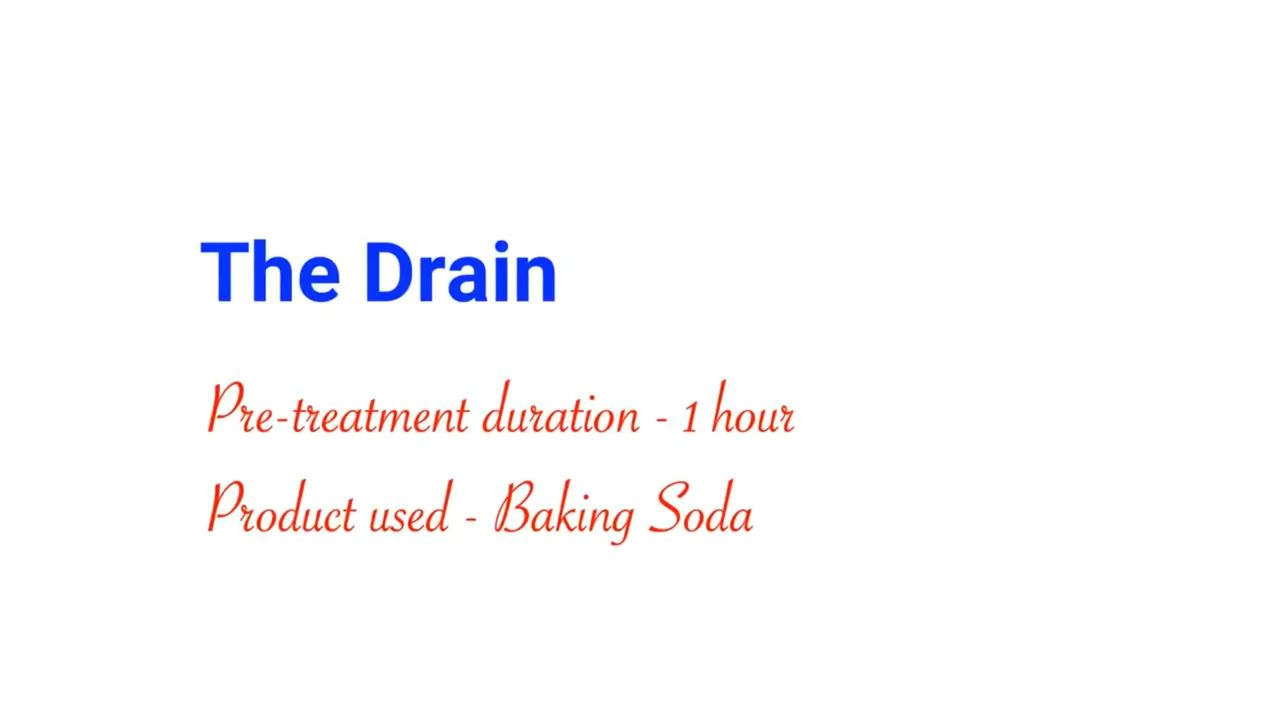 The Drain
Pre-treatment duration - 1 hour
Product used - Baking Soda